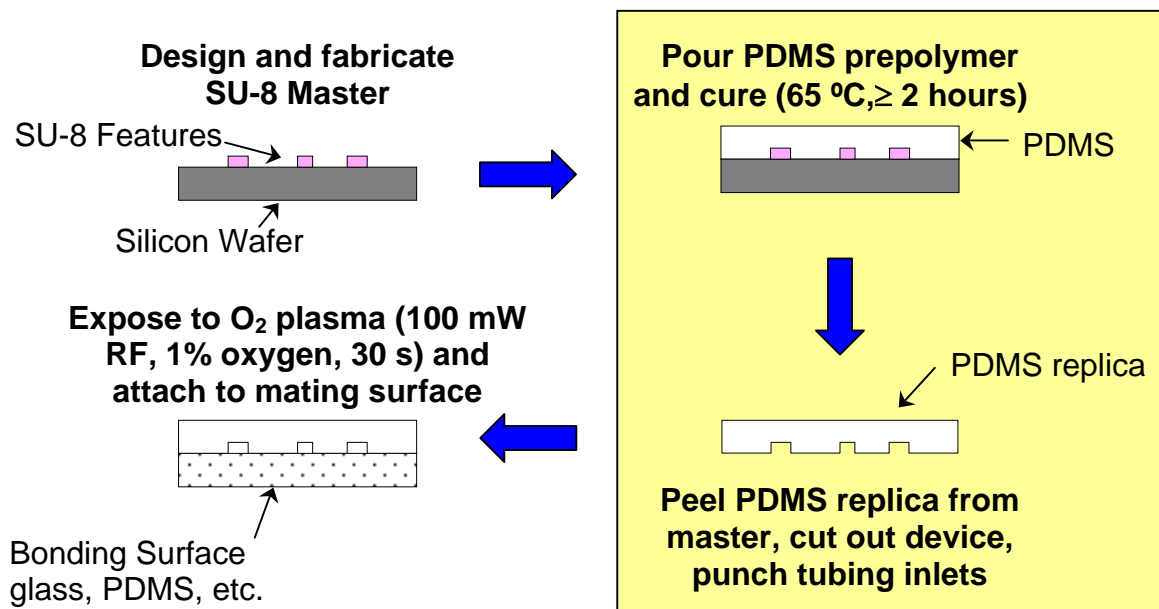 Design and fabricate
SU-8 Master
SU-8 Features
Silicon Wafer
Pour PDMS prepolymer
and cure (65 ºC,≥ 2 hours)
PDMS
PDMS replica
Peel PDMS replica from
master, cut out device,
punch tubing inlets
Expose to O₂ plasma (100 mW
RF, 1% oxygen, 30 s) and
attach to mating surface
Bonding Surface
glass, PDMS, etc.